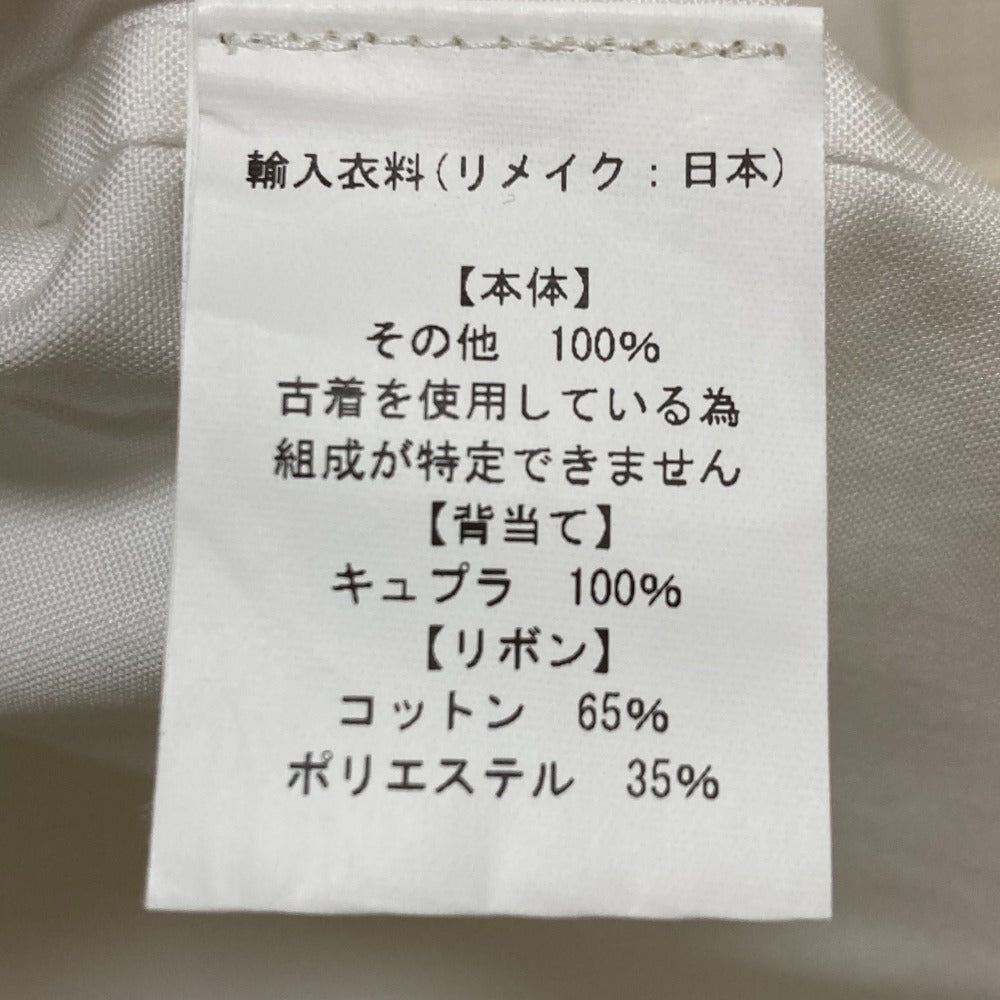 輸入衣料(リメイク：日本)
【本体】
その他　100%
古着を使用している為
組成が特定できません
【背当て】
キュプラ　100%
【リボン】
コットン　65%
ポリエステル　35%